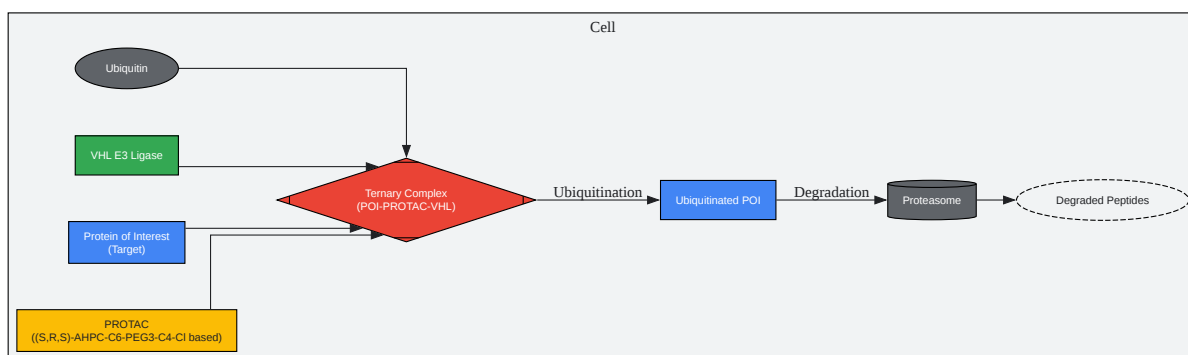 Cell
Ubiquitin
VHL E3 Ligase
Protein of Interest
(Target)
PROTAC
((S,R,S)-AHPC-C6-PEG3-C4-Cl based)
Ternary Complex
(POI-PROTAC-VHL)
Ubiquitination
Ubiquitinated POI
Degradation
Proteasome
Degraded Peptides